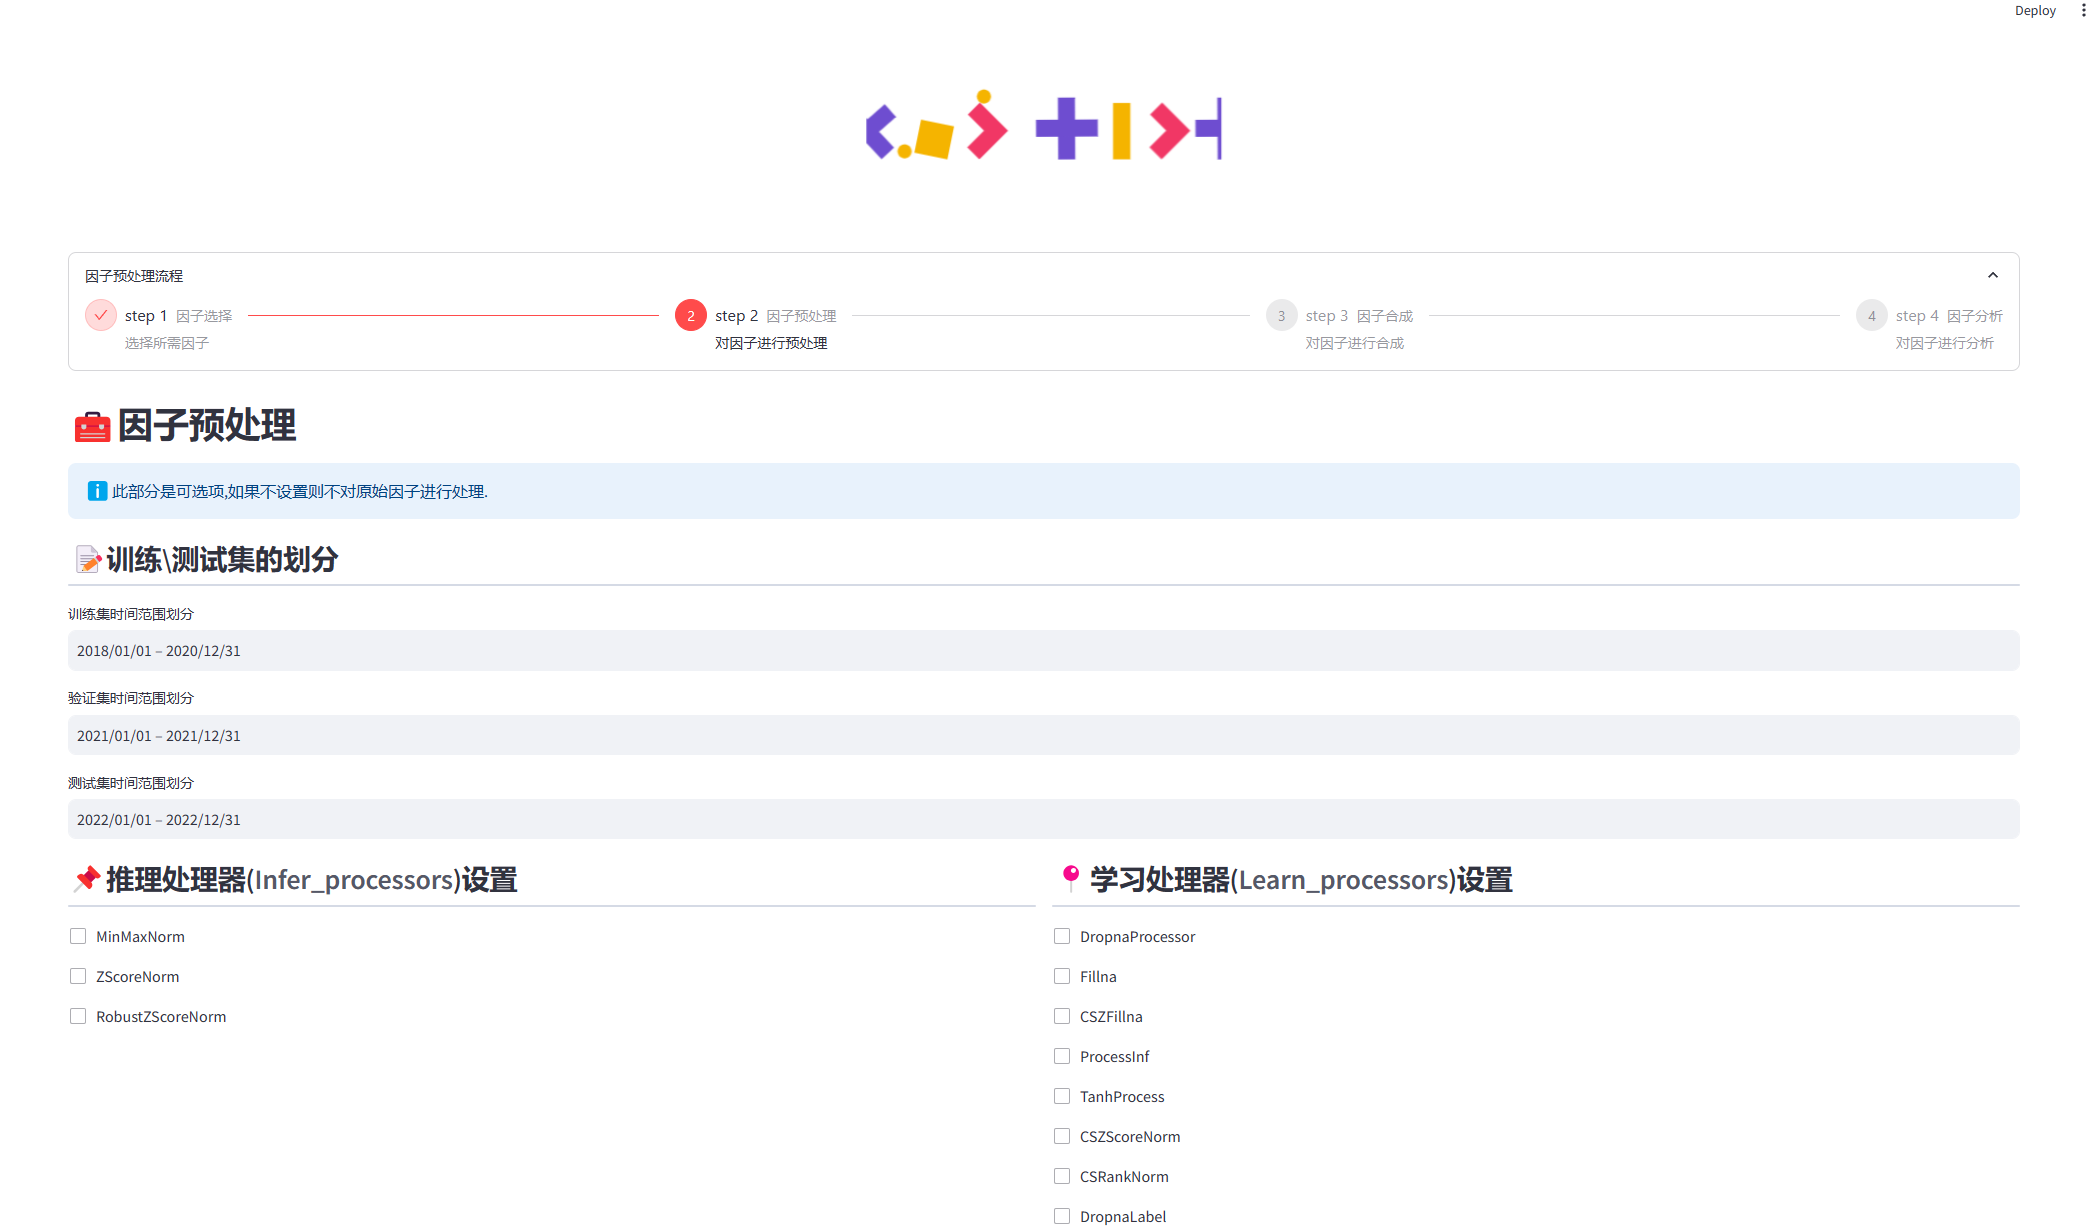 Deploy
因子预处理流程
step 1 因子选择
选择所需因子
2 step 2 因子预处理
对因子进行预处理
3 step 3 因子合成
对因子进行合成
4 step 4 因子分析
对因子进行分析
因子预处理
此部分是可选项,如果不设置则不对原始因子进行处理.
训练\测试集的划分
训练集时间范围划分
2018/01/01 – 2020/12/31
验证集时间范围划分
2021/01/01 – 2021/12/31
测试集时间范围划分
2022/01/01 – 2022/12/31
推理处理器(Infer_processors)设置
MinMaxNorm
ZScoreNorm
RobustZScoreNorm
学习处理器(Learn_processors)设置
DropnaProcessor
Fillna
CSZFillna
ProcessInf
TanhProcess
CSZScoreNorm
CSRankNorm
DropnaLabel